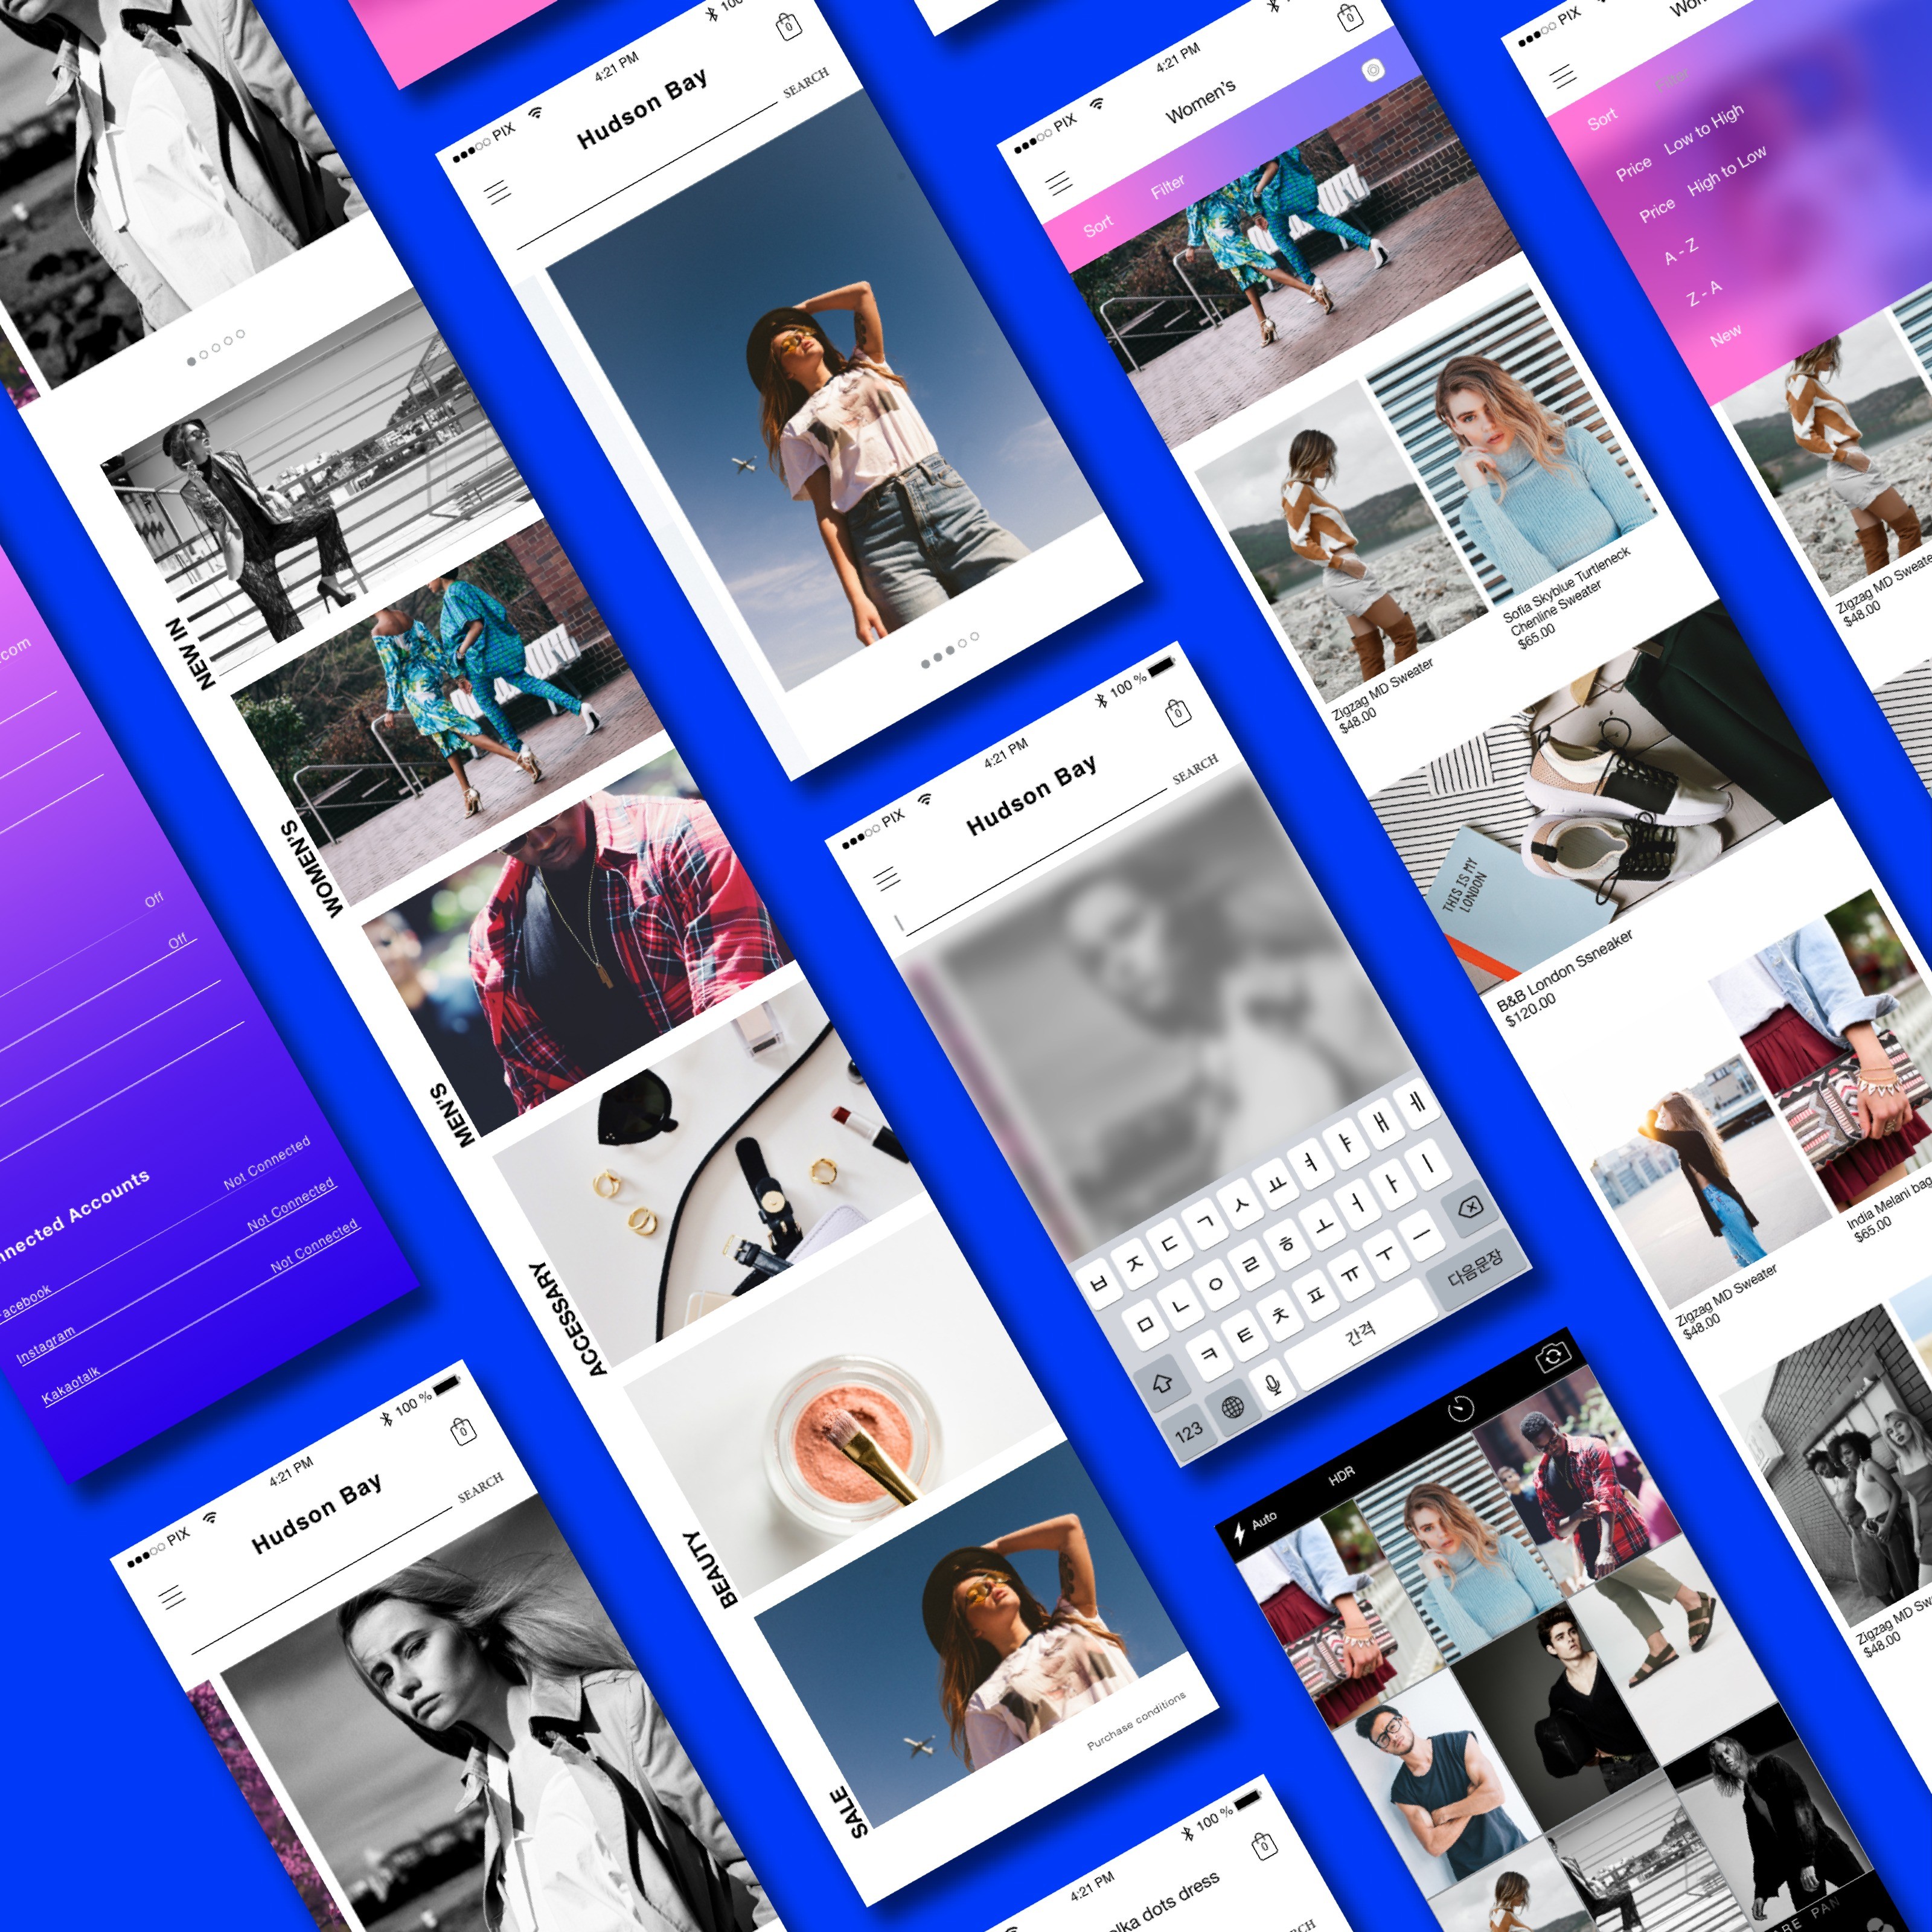 .com
Off
Off
nnected Accounts
Facebook Not Connected
Instagram Not Connected
Kakaotalk Not Connected
NEW IN
WOMEN'S
MEN'S
ACCESSARY
BEAUTY
SALE
Purchase conditions
PIX 4:21 PM 100 %
0
Hudson Bay
SEARCH
PIX 4:21 PM 100
0
Hudson Bay
SEARCH
PIX 4:21 PM 100 %
0
Hudson Bay
SEARCH
ㅂ ㅈ ㄷ ㄱ ㅅ ㅛ ㅕ ㅑ ㅐ ㅔ
ㅁ ㄴ ㅇ ㄹ ㅎ ㅗ ㅓ ㅏ ㅣ
ㅋ ㅌ ㅊ ㅍ ㅠ ㅜ ㅡ
123 간격 다음문장
4:21 PM 100 %
0
lka dots dress
RCH
PIX 4:21 PM
0
Women's
Sort Filter
Zigzag MD Sweater
$48.00
Sofia Skyblue Turtleneck
Chenline Sweater
$65.00
THIS IS MY
LONDON
B&B London Ssneaker
$120.00
Zigzag MD Sweater
$48.00
India Melani bag
$65.00
Zigzag MD Sw
$48.00
Auto HDR
ARE PAN
PIX
Wom
Sort Filter
Price Low to High
Price High to Low
A - Z
Z - A
New
Zigzag MD Sweate
$48.00